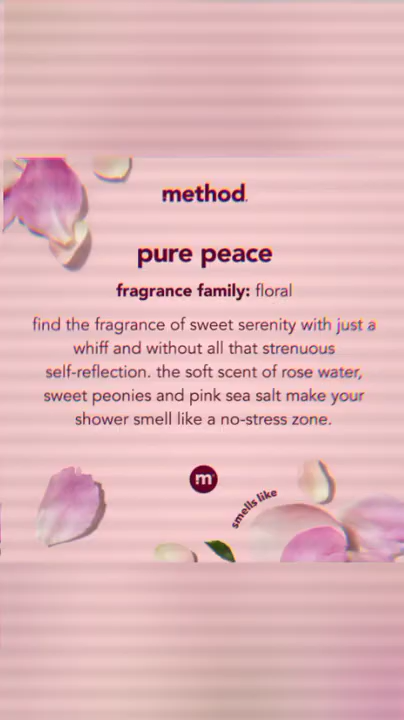 method.
pure peace
fragrance family: floral
find the fragrance of sweet serenity with just a
whiff and without all that strenuous
self-reflection. the soft scent of rose water,
sweet peonies and pink sea salt make your
shower smell like a no-stress zone.
m
smells like